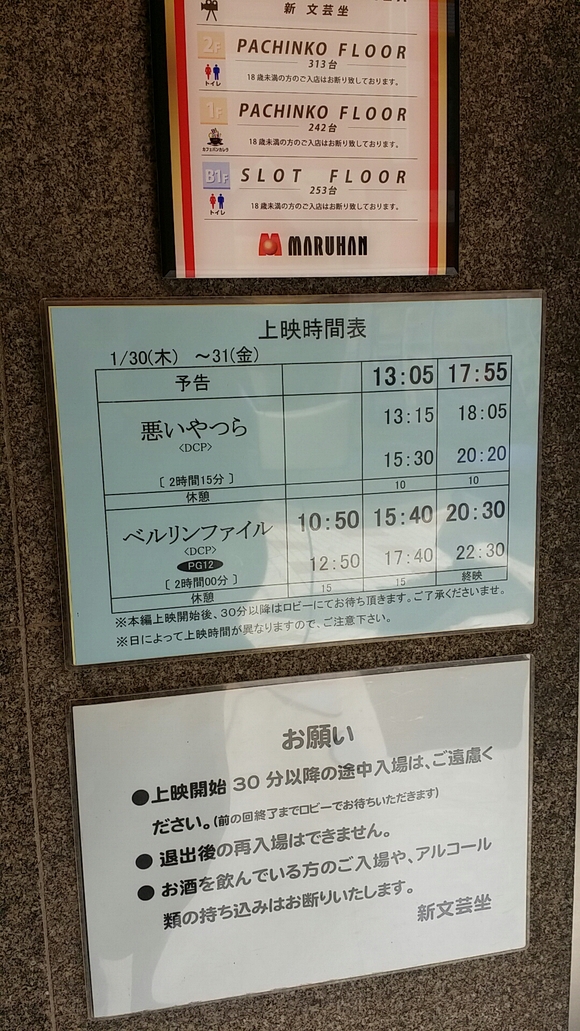 新 文芸坐
2F PACHINKO FLOOR
313台
トイレ 18歳未満の方のご入店はお断り致しております。
1F PACHINKO FLOOR
242台
18歳未満の方のご入店はお断り致しております。
B1F SLOT FLOOR
253台
トイレ 18歳未満の方のご入店はお断り致しております。
MARUHAN
上映時間表
1/30(木) ～31(金)
予告 13:05 17:55
悪いやつら 13:15 18:05
<DCP>
15:30 20:20
[ 2時間15分 ]
休憩 10 10
ベルリンファイル 10:50 15:40 20:30
<DCP>
PG12 12:50 17:40 22:30
[ 2時間00分 ] 終映
休憩 15 15
※本編上映開始後、30分以降はロビーにてお待ち頂きます。ご了承くださいませ。
※日によって上映時間が異なりますので、ご注意下さい。
お願い
●上映開始 30 分以降の途中入場は、ご遠慮く
ださい。(前の回終了までロビーでお待ちいただきます)
● 退出後の再入場はできません。
● お酒を飲んでいる方のご入場や、アルコール
類の持ち込みはお断りいたします。
新文芸坐